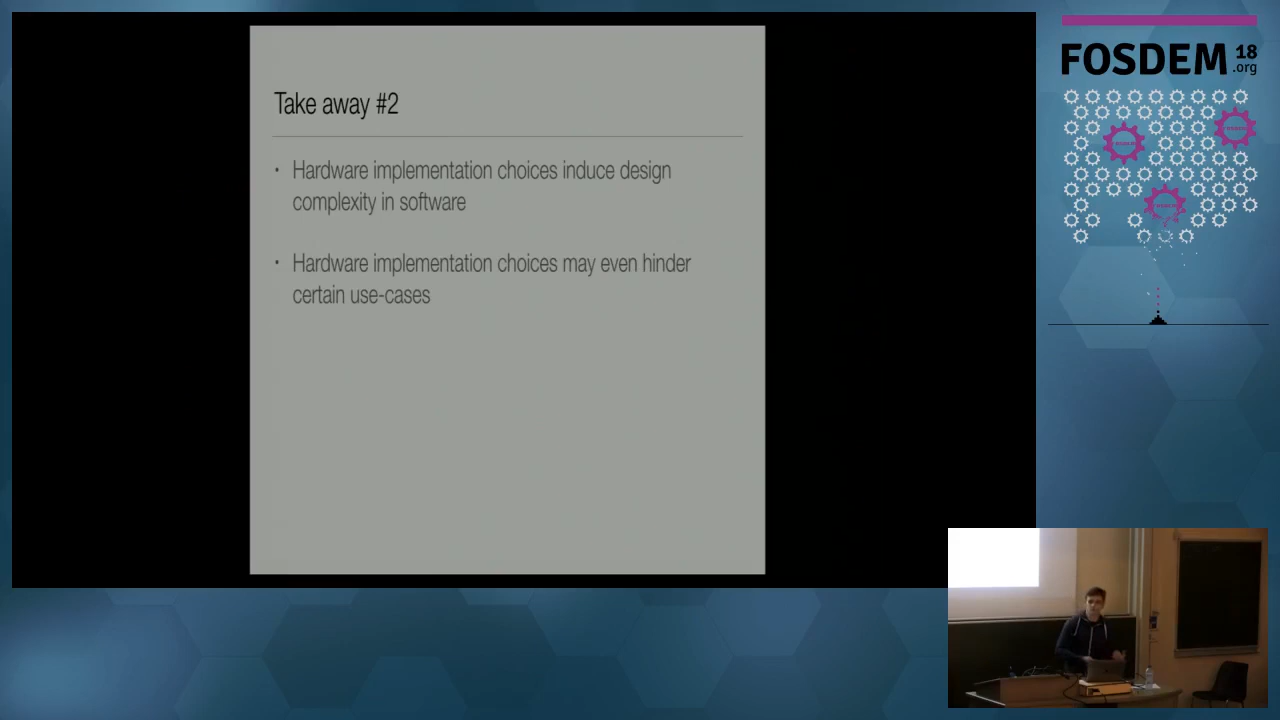 Take away #2
• Hardware implementation choices induce design
complexity in software
• Hardware implementation choices may even hinder
certain use-cases
FOSDEM 18
.org